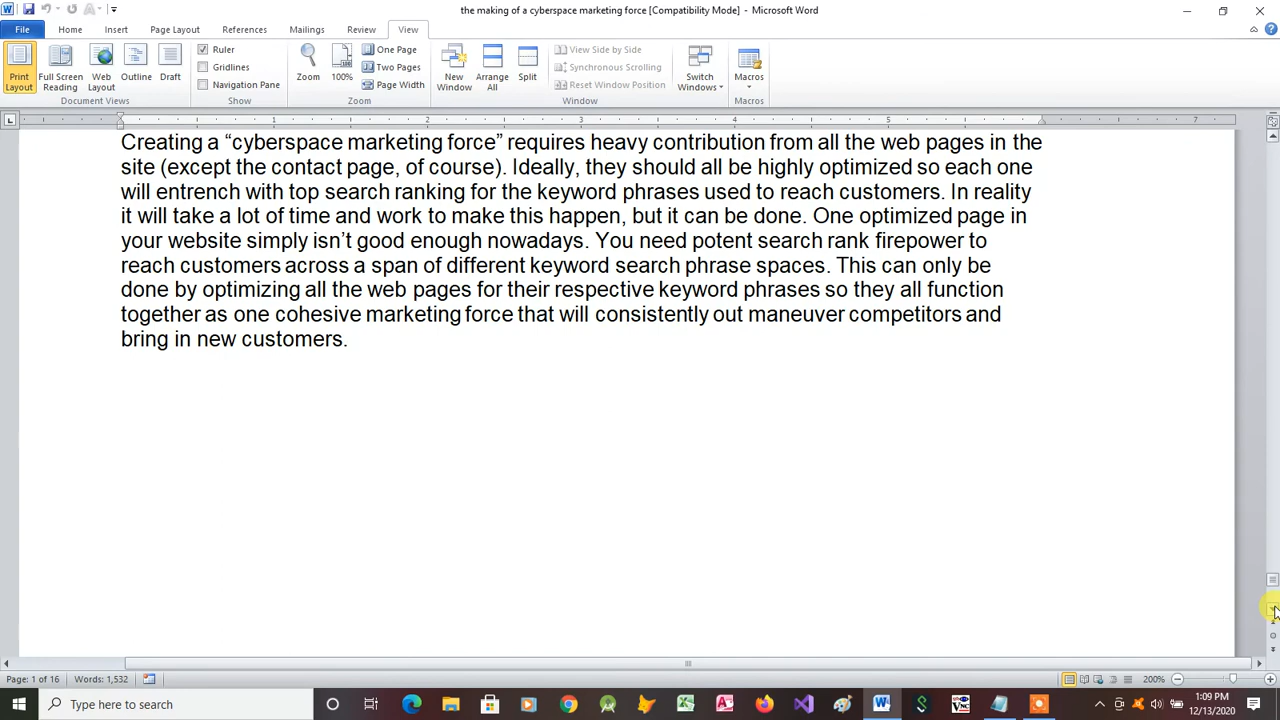 the making of a cyberspace marketing force [Compatibility Mode] - Microsoft Word
File Home Insert Page Layout References Mailings Review View
Print Layout
Full Screen Reading
Web Layout
Outline
Draft
Document Views
Ruler
Gridlines
Navigation Pane
Show
Zoom
100%
One Page
Two Pages
Page Width
Zoom
New Window
Arrange All
Split
View Side by Side
Synchronous Scrolling
Reset Window Position
Window
Switch Windows
Macros
Macros
1 2 3 4 5 7
Creating a “cyberspace marketing force” requires heavy contribution from all the web pages in the
site (except the contact page, of course). Ideally, they should all be highly optimized so each one
will entrench with top search ranking for the keyword phrases used to reach customers. In reality
it will take a lot of time and work to make this happen, but it can be done. One optimized page in
your website simply isn’t good enough nowadays. You need potent search rank firepower to
reach customers across a span of different keyword search phrase spaces. This can only be
done by optimizing all the web pages for their respective keyword phrases so they all function
together as one cohesive marketing force that will consistently out maneuver competitors and
bring in new customers.
Page: 1 of 16 Words: 1,532 200%
Type here to search
1:09 PM
12/13/2020